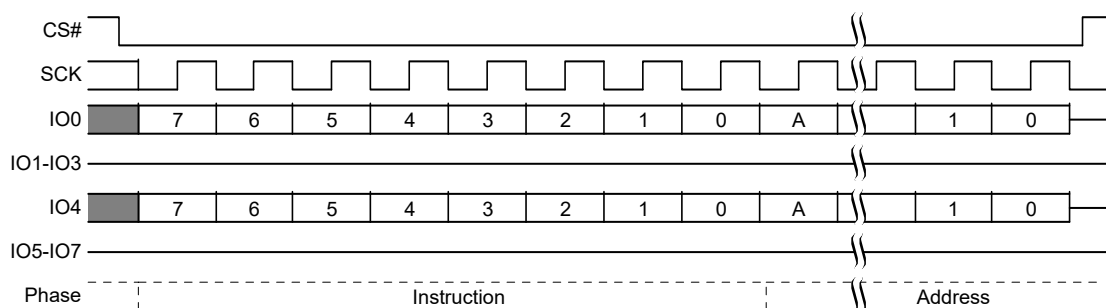 CS#
SCK
IO0 7 6 5 4 3 2 1 0 A 1 0
IO1-IO3
IO4 7 6 5 4 3 2 1 0 A 1 0
IO5-IO7
Phase Instruction Address